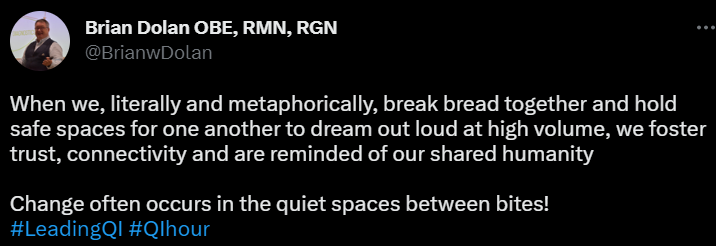 Brian Dolan OBE, RMN, RGN
@BrianwDolan
When we, literally and metaphorically, break bread together and hold
safe spaces for one another to dream out loud at high volume, we foster
trust, connectivity and are reminded of our shared humanity
Change often occurs in the quiet spaces between bites!
#LeadingQI #QIhour